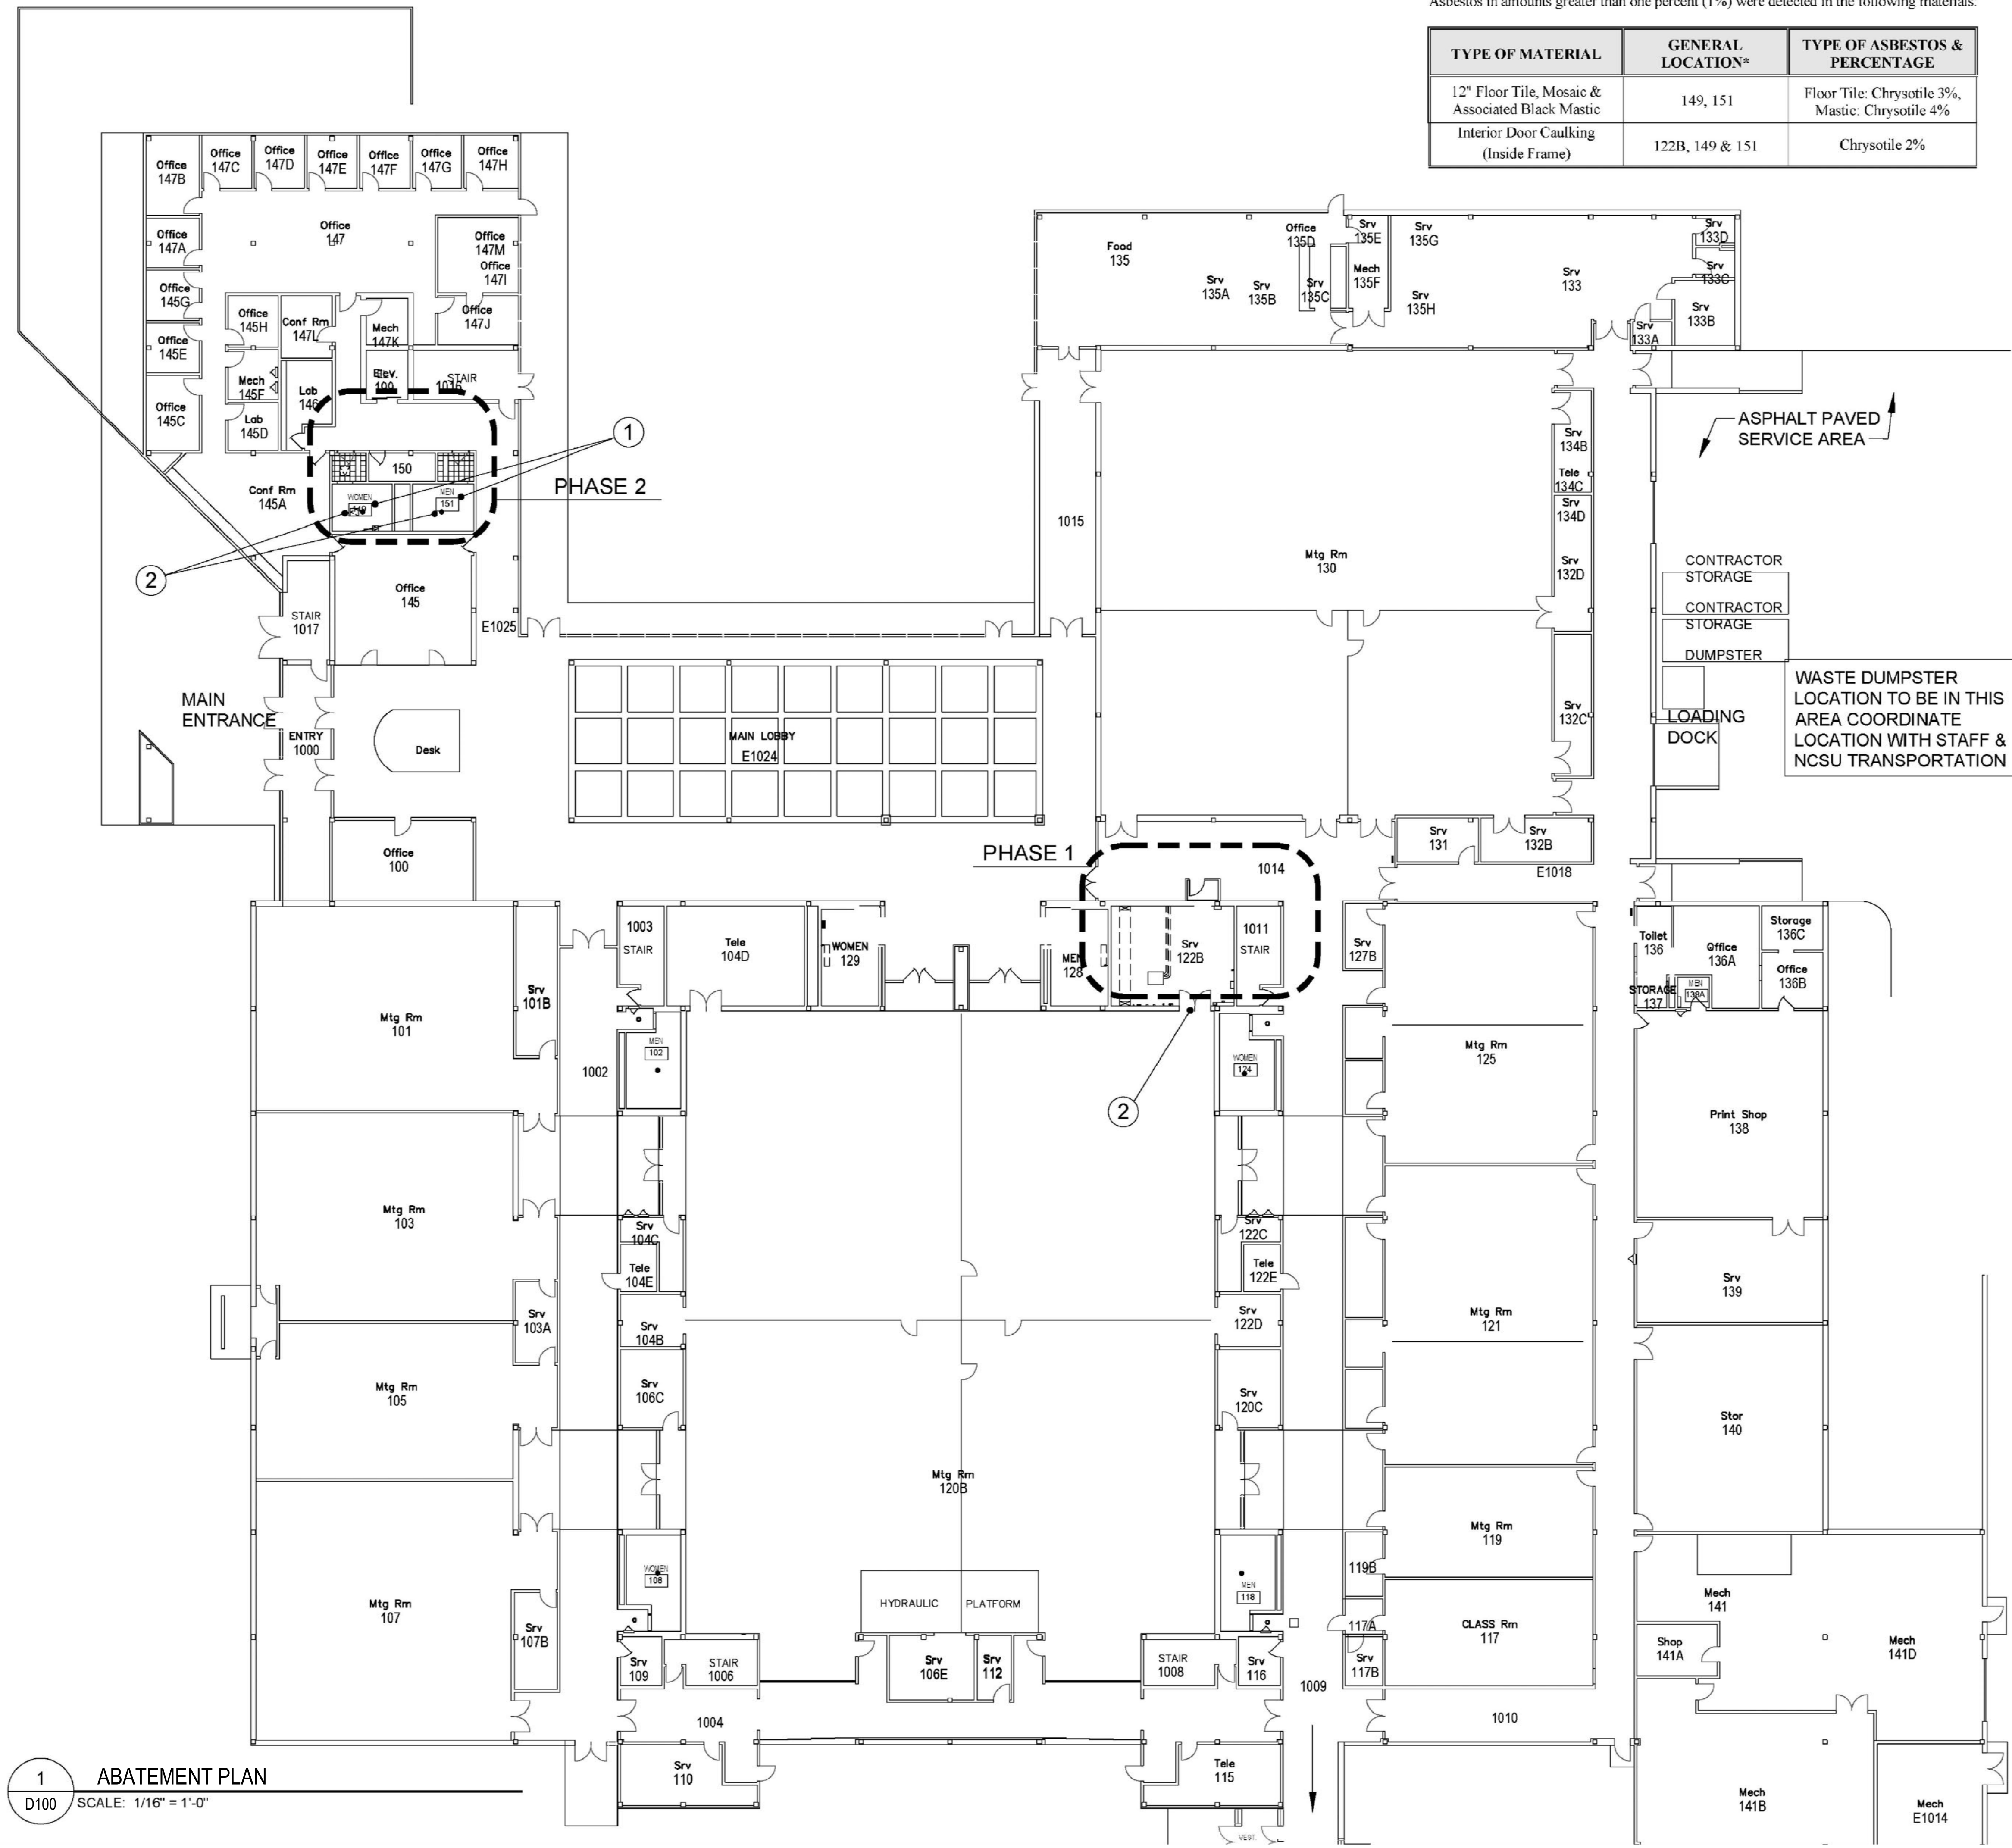 Asbestos in amounts greater than one percent (1%) were detected in the following materials:
TYPE OF MATERIAL
GENERAL
LOCATION*
TYPE OF ASBESTOS &
PERCENTAGE
12" Floor Tile, Mosaic &
Associated Black Mastic
149, 151
Floor Tile: Chrysotile 3%,
Mastic: Chrysotile 4%
Interior Door Caulking
(Inside Frame)
122B, 149 & 151
Chrysotile 2%
Office
147B
Office
147C
Office
147D
Office
147E
Office
147F
Office
147G
Office
147H
Office
147A
Office
147
Office
147M
Office
147I
Office
145G
Office
145H
Conf Rm
147L
Mech
147K
Office
147J
Office
145E
Mech
145F
Lab
146
Elev.
199
STAIR
1016
Office
145C
Lab
145D
1
150
Conf Rm
145A
WOMEN
149
MEN
151
PHASE 2
2
Office
145
STAIR
1017
E1025
Food
135
Srv
135A
Srv
135B
Office
135D
Srv
135C
Srv
135E
Mech
135F
Srv
135G
Srv
135H
Srv
133
Srv
133D
Srv
133C
Srv
133B
Srv
133A
ASPHALT PAVED
SERVICE AREA
Srv
134B
Tele
134C
Srv
134D
1015
Mtg Rm
130
Srv
132D
CONTRACTOR
STORAGE
CONTRACTOR
STORAGE
DUMPSTER
WASTE DUMPSTER
LOCATION TO BE IN THIS
AREA COORDINATE
LOCATION WITH STAFF &
NCSU TRANSPORTATION
LOADING
DOCK
Srv
132C
MAIN
ENTRANCE
ENTRY
1000
Desk
MAIN LOBBY
E1024
Office
100
PHASE 1
1014
Srv
131
Srv
132B
E1018
1003
STAIR
Tele
104D
WOMEN
129
MEN
128
Srv
122B
1011
STAIR
Srv
127B
Toilet
136
Office
136A
Storage
136C
Office
136B
STORAGE
137
MEN
138A
Mtg Rm
101
Srv
101B
1002
MEN
102
WOMEN
124
2
Mtg Rm
125
Print Shop
138
Mtg Rm
103
Srv
104C
Tele
104E
Srv
122C
Tele
122E
Srv
139
Srv
103A
Srv
104B
Srv
122D
Mtg Rm
121
Mtg Rm
105
Srv
106C
Srv
120C
Stor
140
Mtg Rm
120B
Mtg Rm
119
119B
WOMEN
108
MEN
118
HYDRAULIC PLATFORM
Mtg Rm
107
Srv
107B
117A
CLASS Rm
117
Mech
141
Shop
141A
Mech
141D
Srv
109
STAIR
1006
Srv
106E
Srv
112
STAIR
1008
Srv
116
Srv
117B
1009
1004
1010
Srv
110
Tele
115
VEST.
Mech
141B
Mech
E1014
1
D100
ABATEMENT PLAN
SCALE: 1/16" = 1'-0"